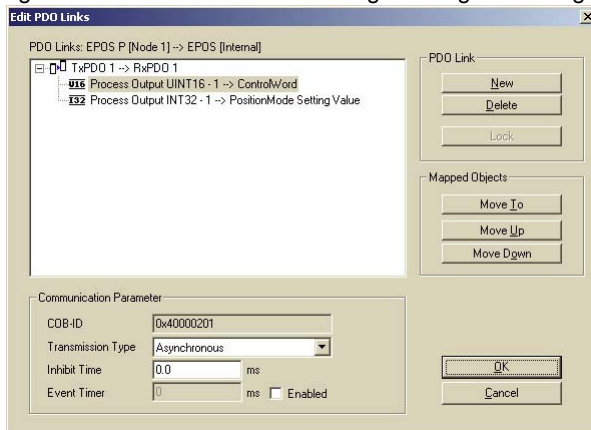 Edit PDO Links
PDO Links: EPOS P [Node 1] --> EPOS [Internal]
TxPDO 1 --> RxPDO 1
U16 Process Output UINT16 - 1 --> ControlWord
I32 Process Output INT32 - 1 --> PositionMode Setting Value
PDO Link
New
Delete
Lock
Mapped Objects
Move To
Move Up
Move Down
Communication Parameter
COB-ID 0x40000201
Transmission Type Asynchronous
Inhibit Time 0.0 ms
Event Timer 0 ms Enabled
OK
Cancel